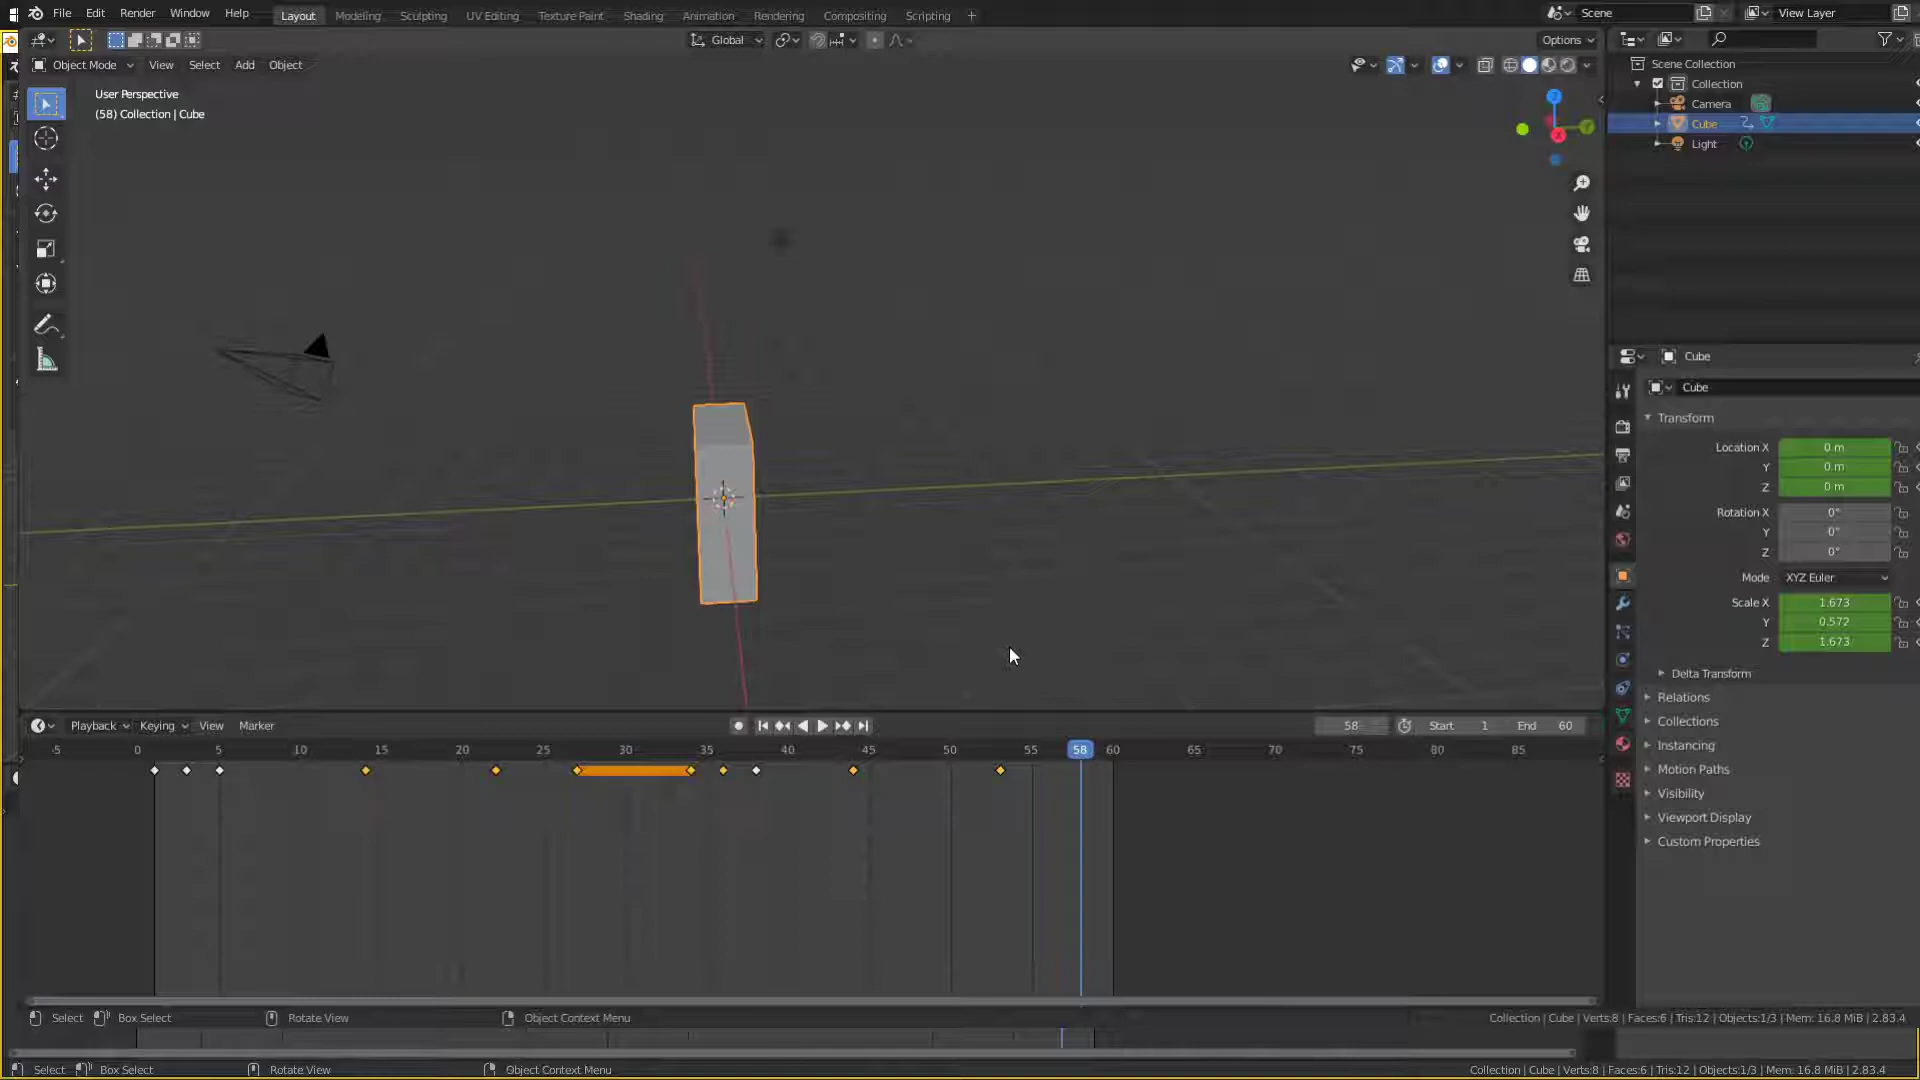 File Edit Render Window Help Layout Modeling Sculpting UV Editing Texture Paint Shading Animation Rendering Compositing Scripting + Scene View Layer
Global Options
Object Mode View Select Add Object
User Perspective
(58) Collection | Cube
X
Y
Scene Collection
Collection
Camera
Cube
Light
Cube
Cube
Transform
Location X 0 m
Y 0 m
Z 0 m
Rotation X 0°
Y 0°
Z 0°
Mode XYZ Euler
Scale X 1.673
Y 0.572
Z 1.673
Delta Transform
Relations
Collections
Instancing
Motion Paths
Visibility
Viewport Display
Custom Properties
Playback Keying View Marker 58 Start 1 End 60
-5 0 5 10 15 20 25 30 35 40 45 50 55 58 60 65 70 75 80 85
Select Box Select Rotate View Object Context Menu Collection | Cube | Verts:8 | Faces:6 | Tris:12 | Objects:1/3 | Mem: 16.8 MiB | 2.83.4
Select Box Select Rotate View Object Context Menu Collection | Cube | Verts:8 | Faces:6 | Tris:12 | Objects:1/3 | Mem: 16.8 MiB | 2.83.4